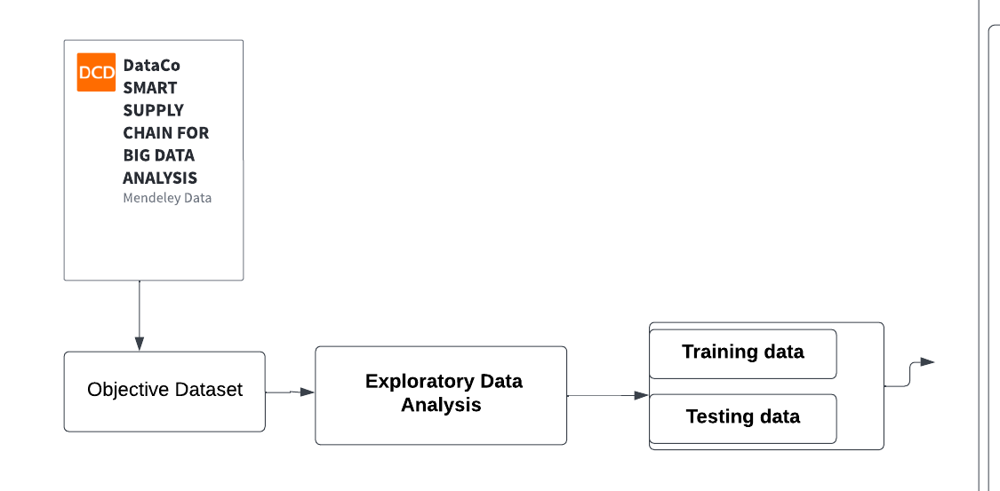 DCD
DataCo
SMART
SUPPLY
CHAIN FOR
BIG DATA
ANALYSIS
Mendeley Data
Objective Dataset
Exploratory Data
Analysis
Training data
Testing data